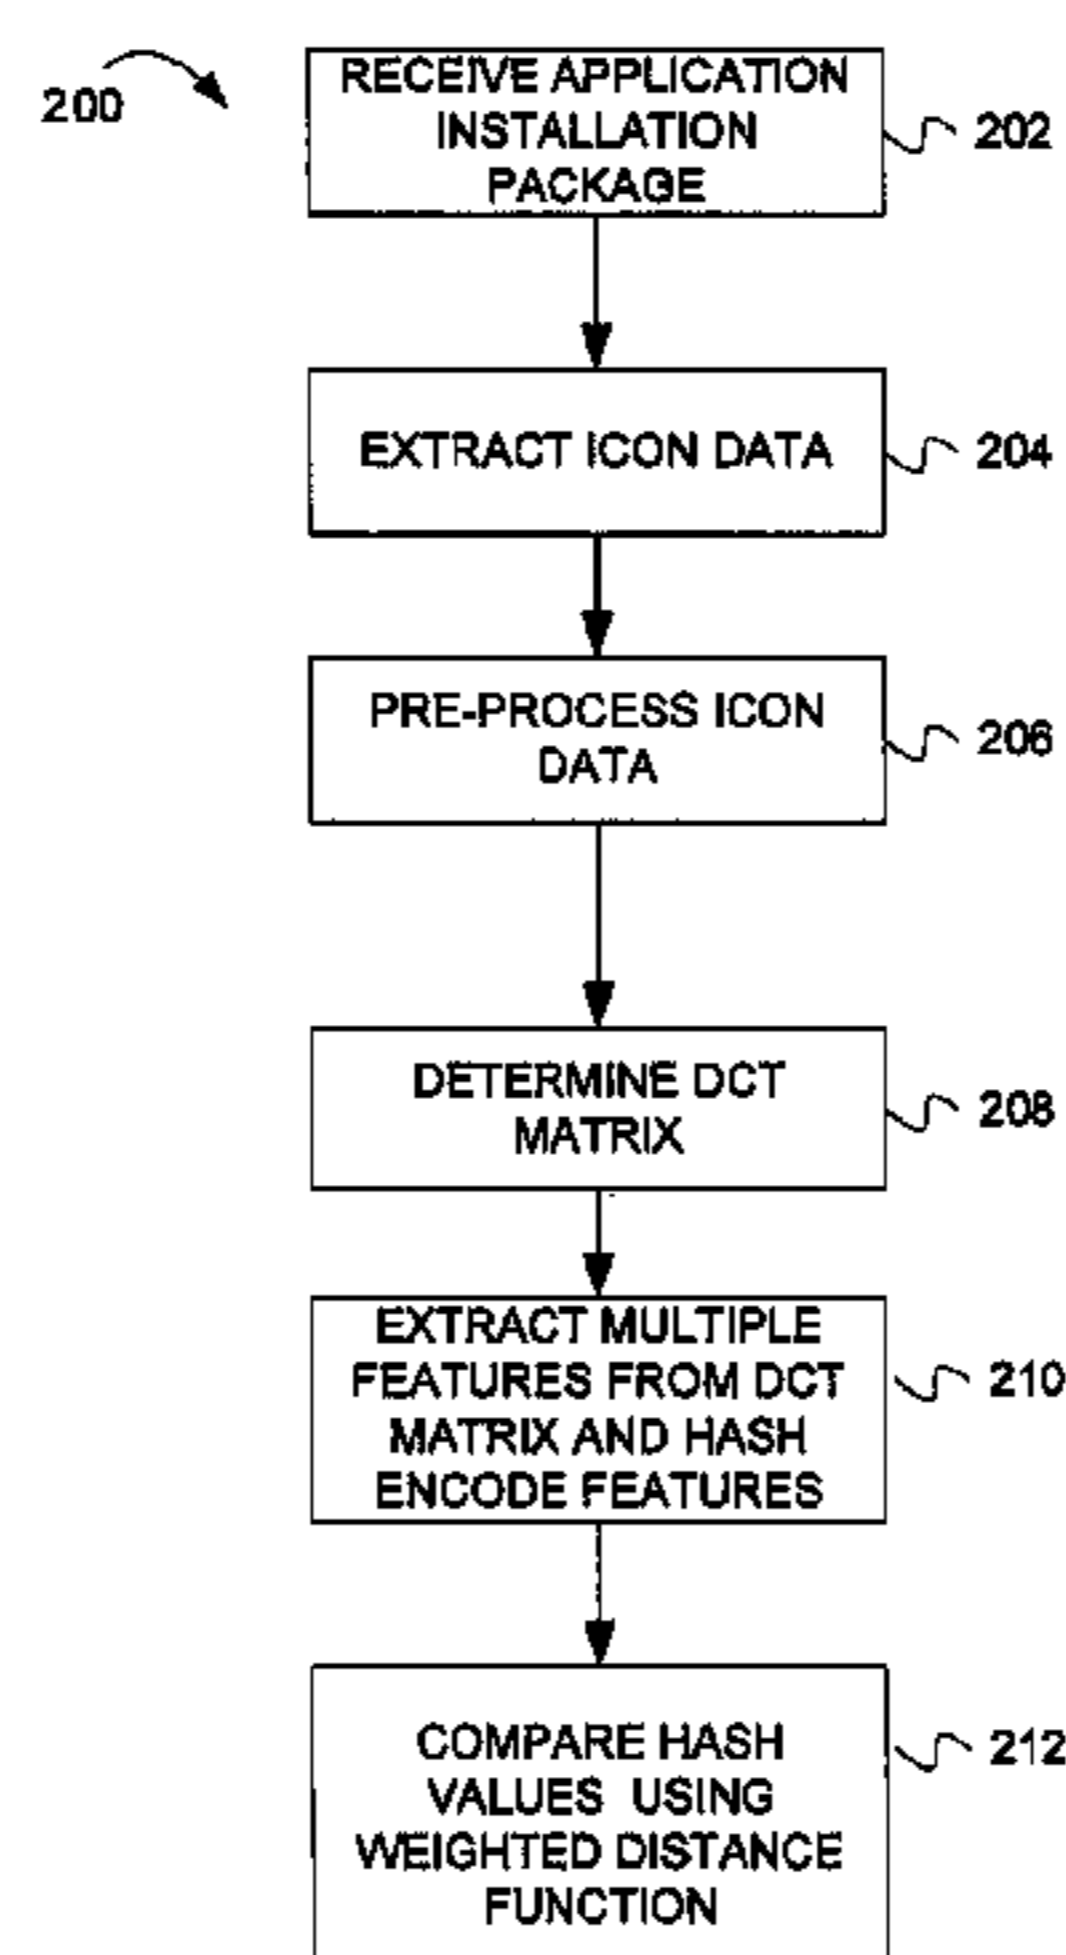 200
RECEIVE APPLICATION
INSTALLATION
PACKAGE
202
EXTRACT ICON DATA
204
PRE-PROCESS ICON
DATA
206
DETERMINE DCT
MATRIX
208
EXTRACT MULTIPLE
FEATURES FROM DCT
MATRIX AND HASH
ENCODE FEATURES
210
COMPARE HASH
VALUES USING
WEIGHTED DISTANCE
FUNCTION
212